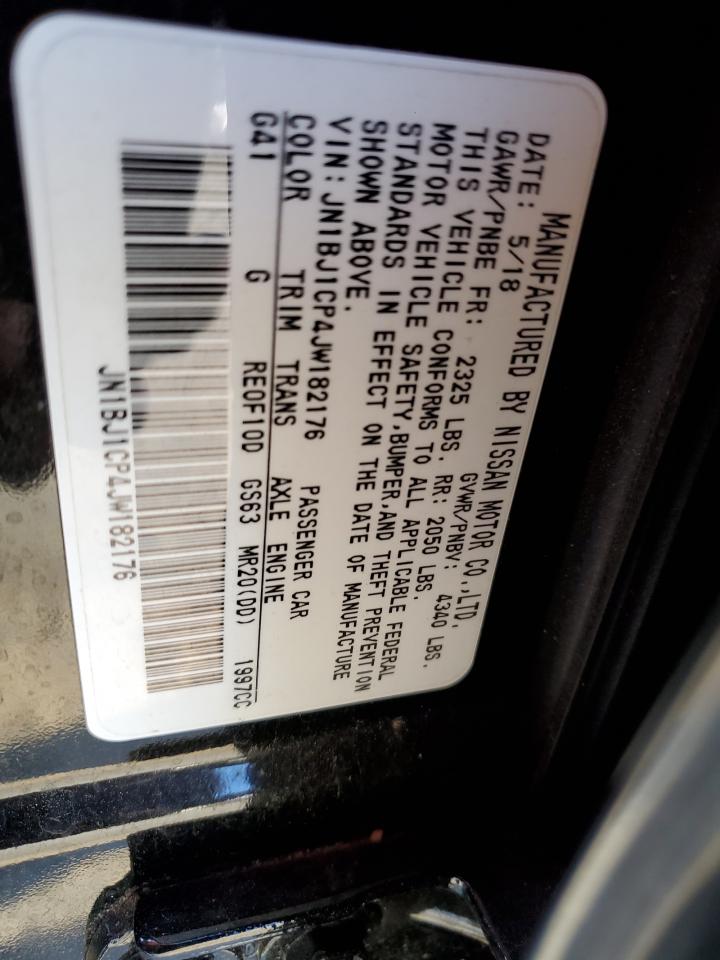 MANUFACTURED BY NISSAN MOTOR CO.,LTD.
DATE: 5/18 GVWR/PNBV: 4340 LBS.
GAWR/PNBE FR: 2325 LBS. RR: 2050 LBS.
THIS VEHICLE CONFORMS TO ALL APPLICABLE FEDERAL
MOTOR VEHICLE SAFETY,BUMPER,AND THEFT PREVENTION
STANDARDS IN EFFECT ON THE DATE OF MANUFACTURE
SHOWN ABOVE.
VIN: JN1BJ1CP4JW182176 PASSENGER CAR
COLOR TRIM TRANS AXLE ENGINE
G41 G RE0F10D GS63 MR20(DD) 1997CC
JN1BJ1CP4JW182176